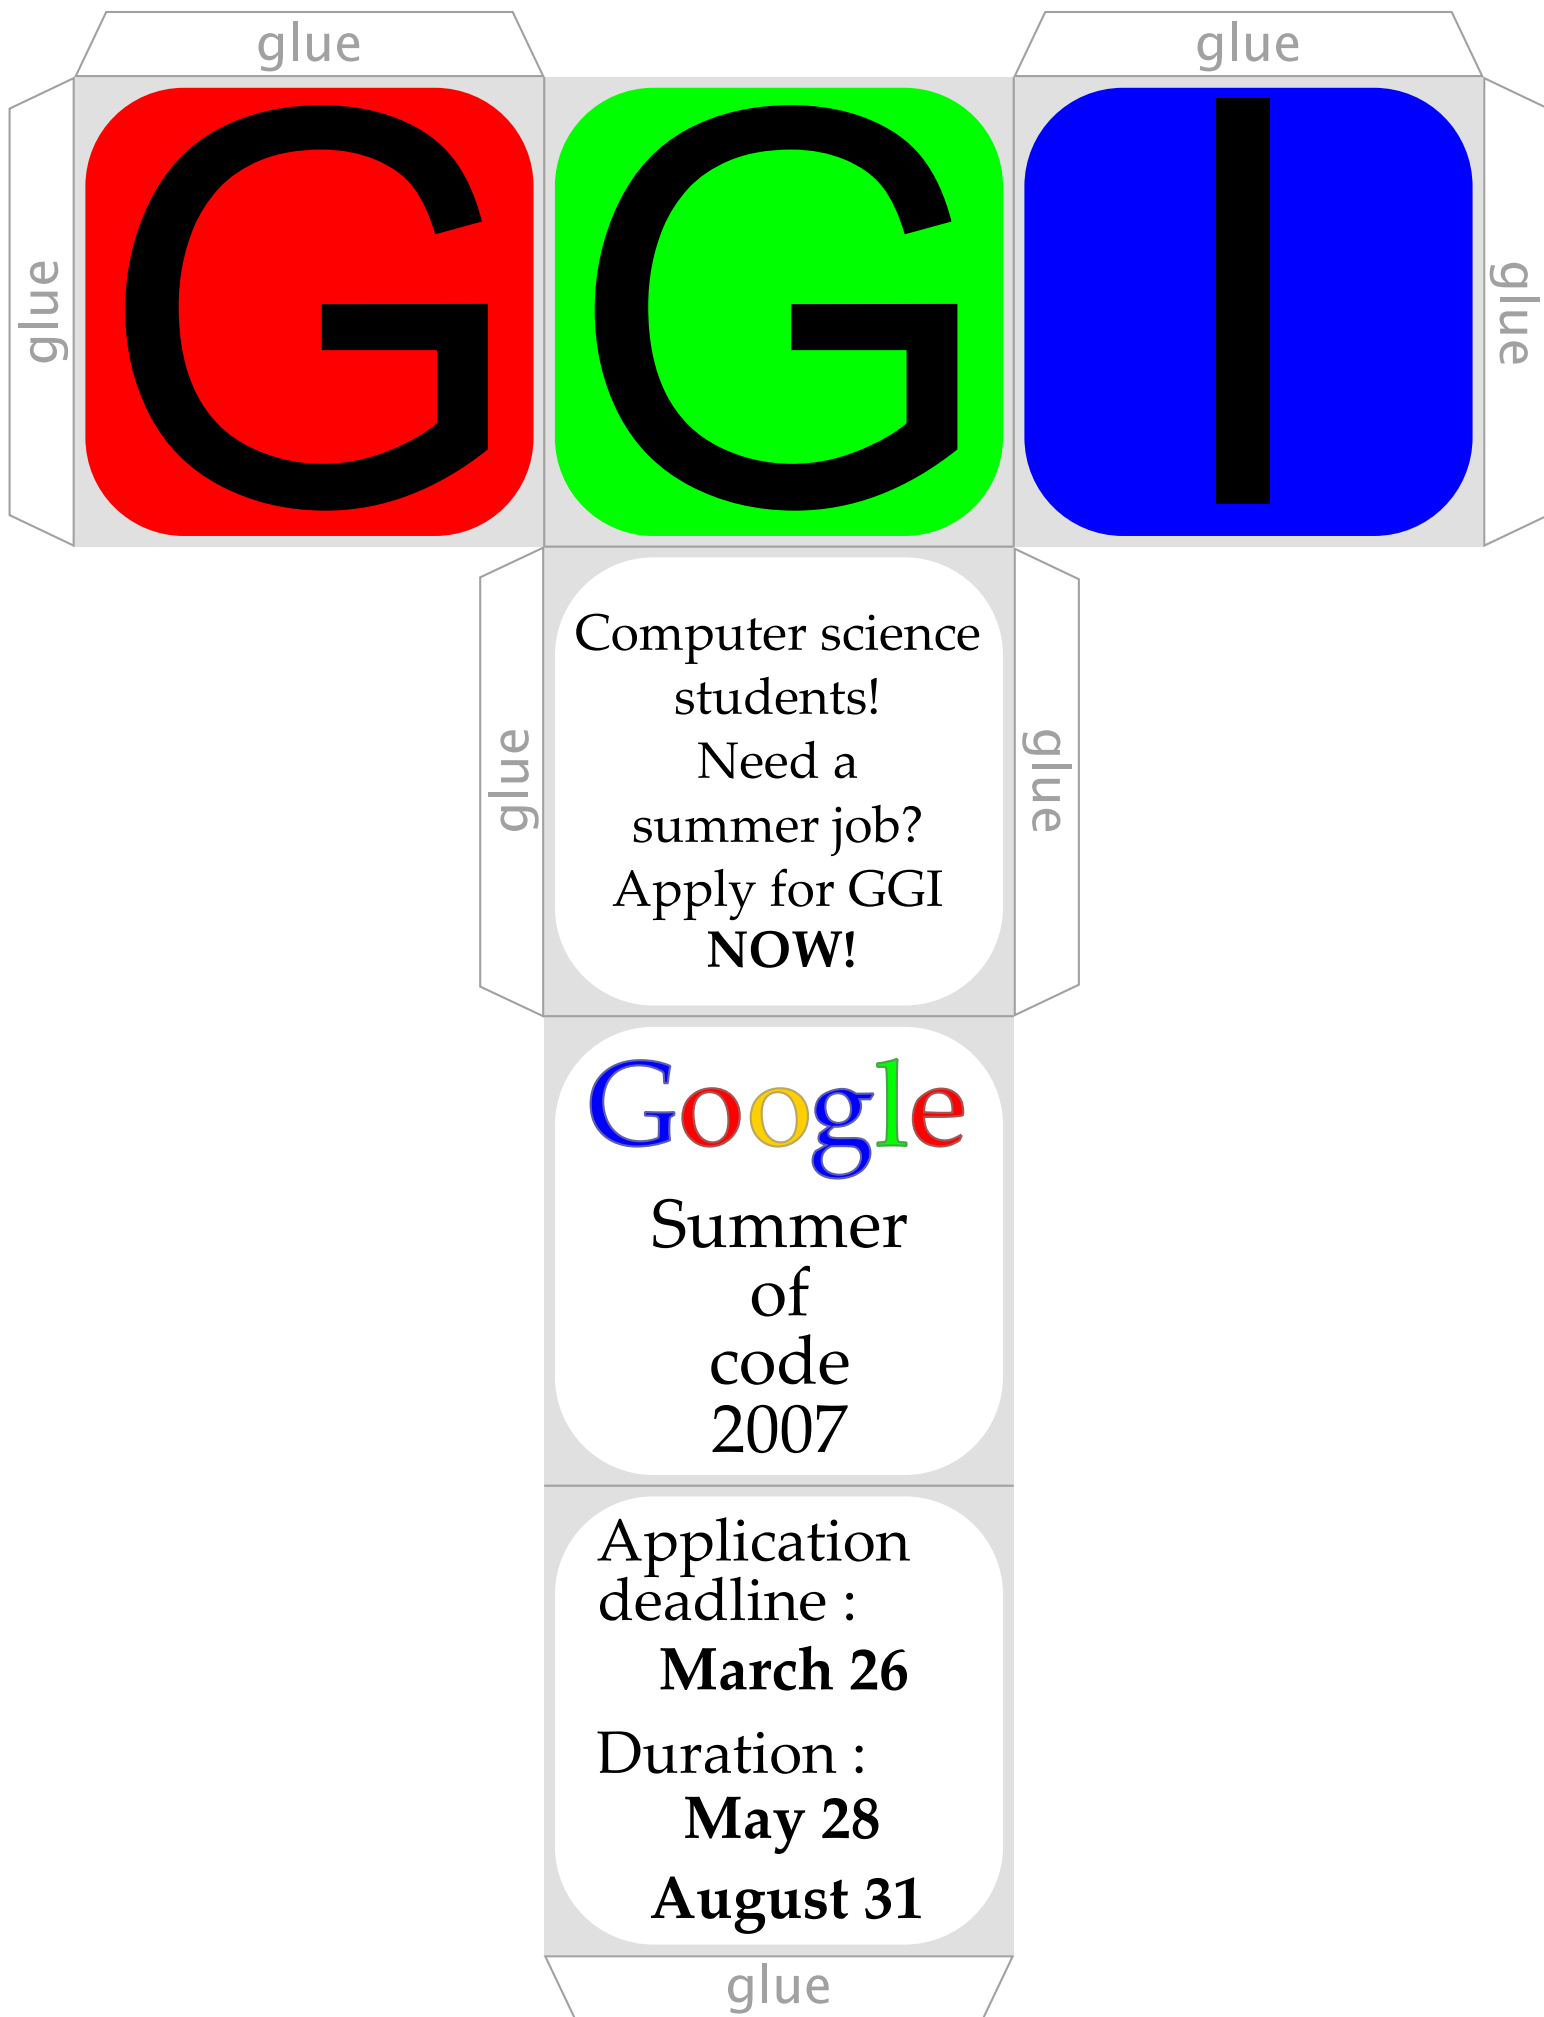 glue
glue
glue
G
G
I
glue
Computer science
students!
Need a
summer job?
Apply for GGI
NOW!
glue
glue
Google
Summer
of
code
2007
Application
deadline :
March 26
Duration :
May 28
August 31
glue